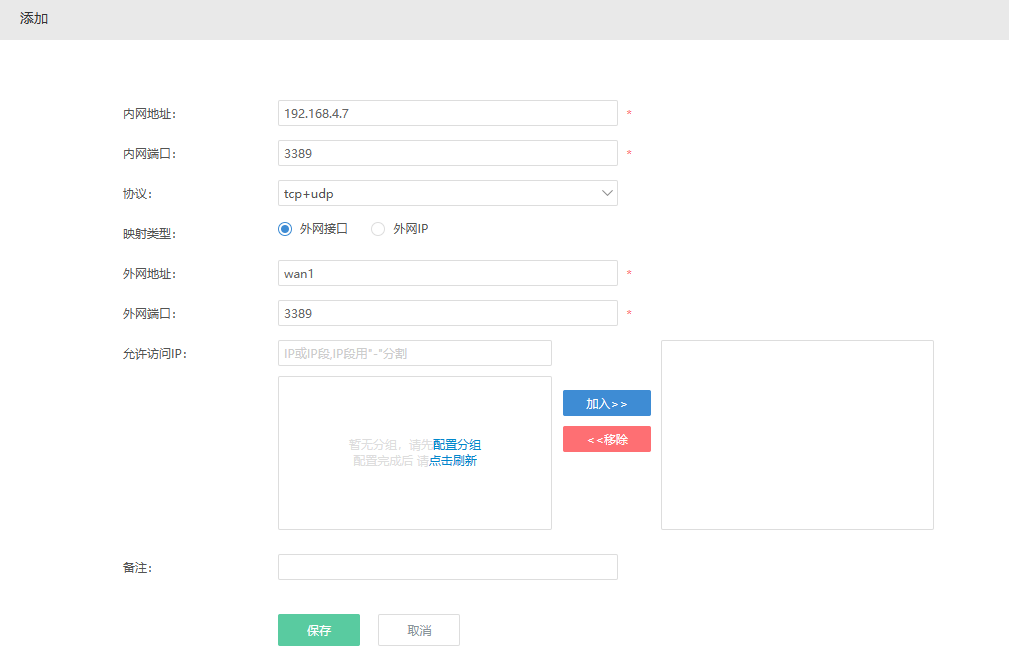 添加
内网地址: 192.168.4.7 *
内网端口: 3389 *
协议: tcp+udp
映射类型: 外网接口 外网IP
外网地址: wan1 *
外网端口: 3389 *
允许访问IP: IP或IP段,IP段用"-"分割
加入>>
<<移除
暂无分组，请先配置分组
配置完成后 请点击刷新
备注:
保存 取消